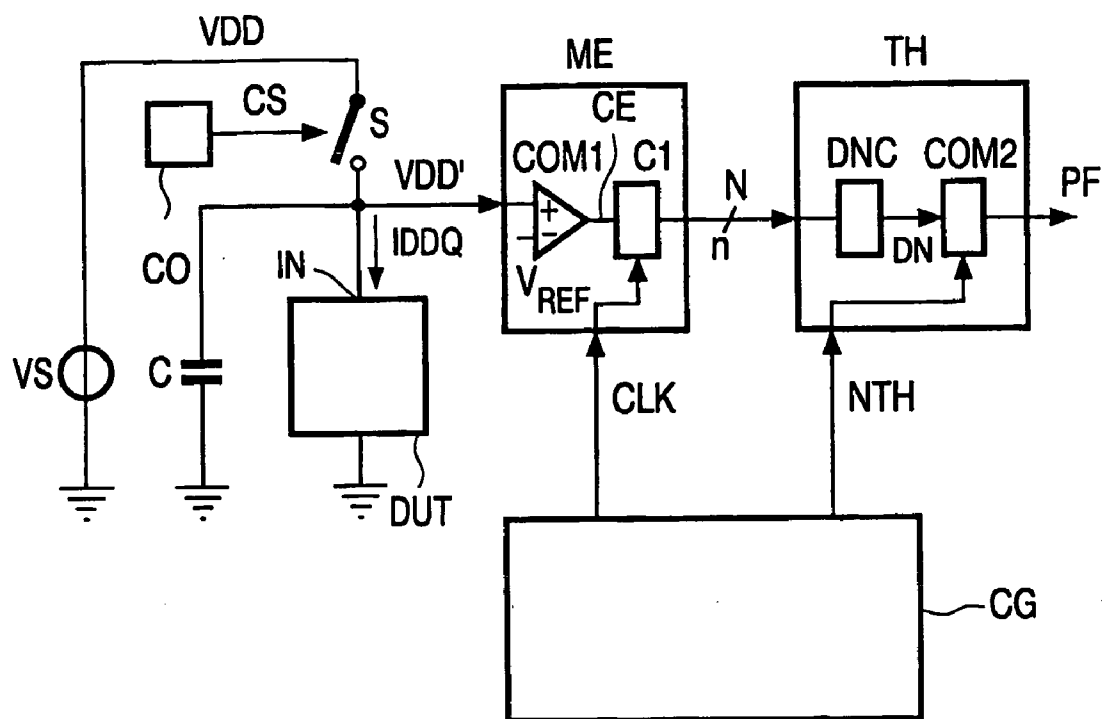 VDD
ME
TH
CS
S
CE
COM1
C1
DNC
COM2
VDD'
N
PF
+
−
n
DN
IDDQ
CO
IN
VREF
VS
C
CLK
NTH
DUT
CG